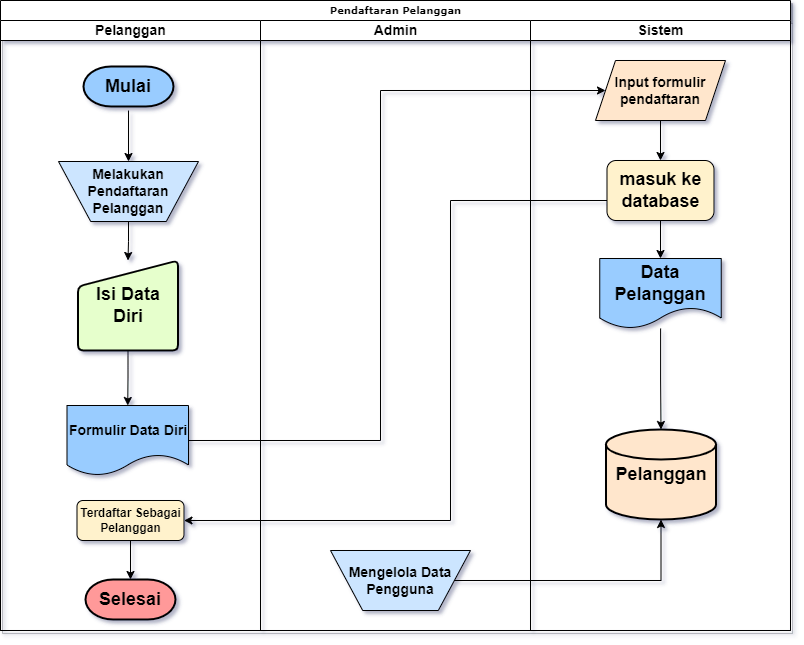 Pendaftaran Pelanggan
Pelanggan
Admin
Sistem
Mulai
Melakukan
Pendaftaran
Pelanggan
Isi Data
Diri
Formulir Data Diri
Terdaftar Sebagai
Pelanggan
Selesai
Mengelola Data
Pengguna
Input formulir
pendaftaran
masuk ke
database
Data
Pelanggan
Pelanggan